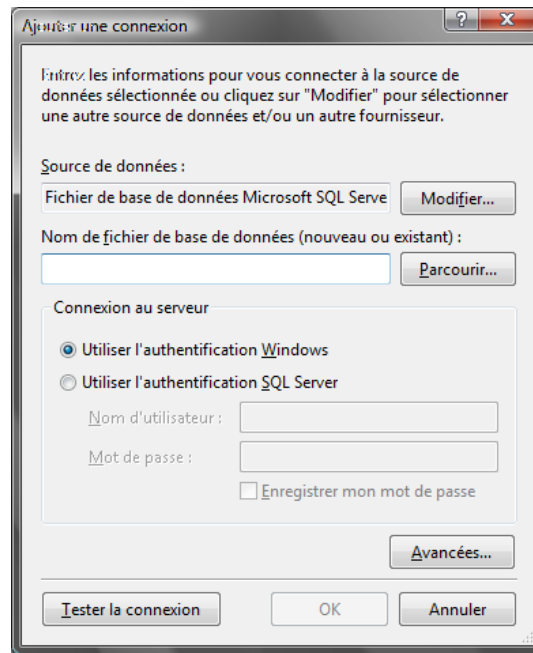 Ajouter une connexion
Entrez les informations pour vous connecter à la source de
données sélectionnée ou cliquez sur "Modifier" pour sélectionner
une autre source de données et/ou un autre fournisseur.
Source de données :
Fichier de base de données Microsoft SQL Serve Modifier...
Nom de fichier de base de données (nouveau ou existant) :
Parcourir...
Connexion au serveur
Utiliser l'authentification Windows
Utiliser l'authentification SQL Server
Nom d'utilisateur :
Mot de passe :
Enregistrer mon mot de passe
Avancées...
Tester la connexion OK Annuler